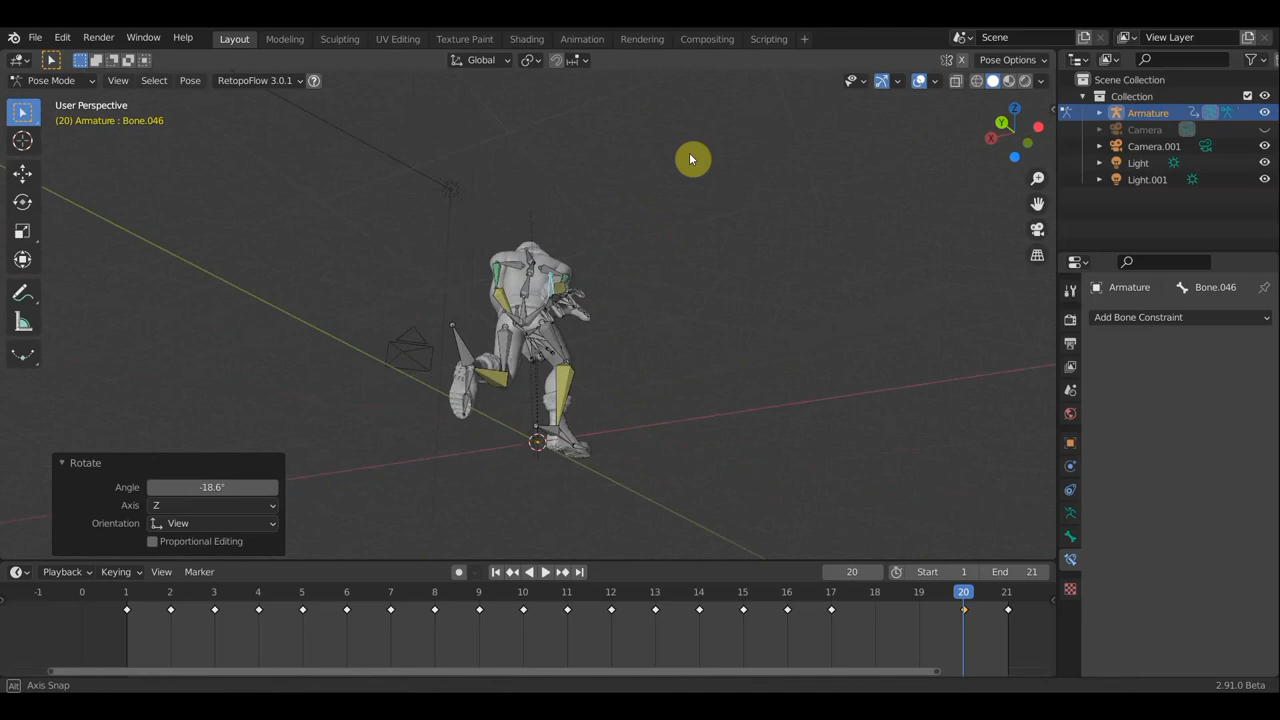 File Edit Render Window Help Layout Modeling Sculpting UV Editing Texture Paint Shading Animation Rendering Compositing Scripting Scene View Layer
Global Pose Options
Pose Mode View Select Pose RetopoFlow 3.0.1
User Perspective
(20) Armature : Bone.046
Scene Collection
Collection
Armature
Camera
Camera.001
Light
Light.001
X Y Z
Armature Bone.046
Add Bone Constraint
Rotate
Angle -18.6°
Axis Z
Orientation View
Proportional Editing
Playback Keying View Marker 20 Start 1 End 21
-1 0 1 2 3 4 5 6 7 8 9 10 11 12 13 14 15 16 17 18 19 20 21
Alt Axis Snap 2.91.0 Beta